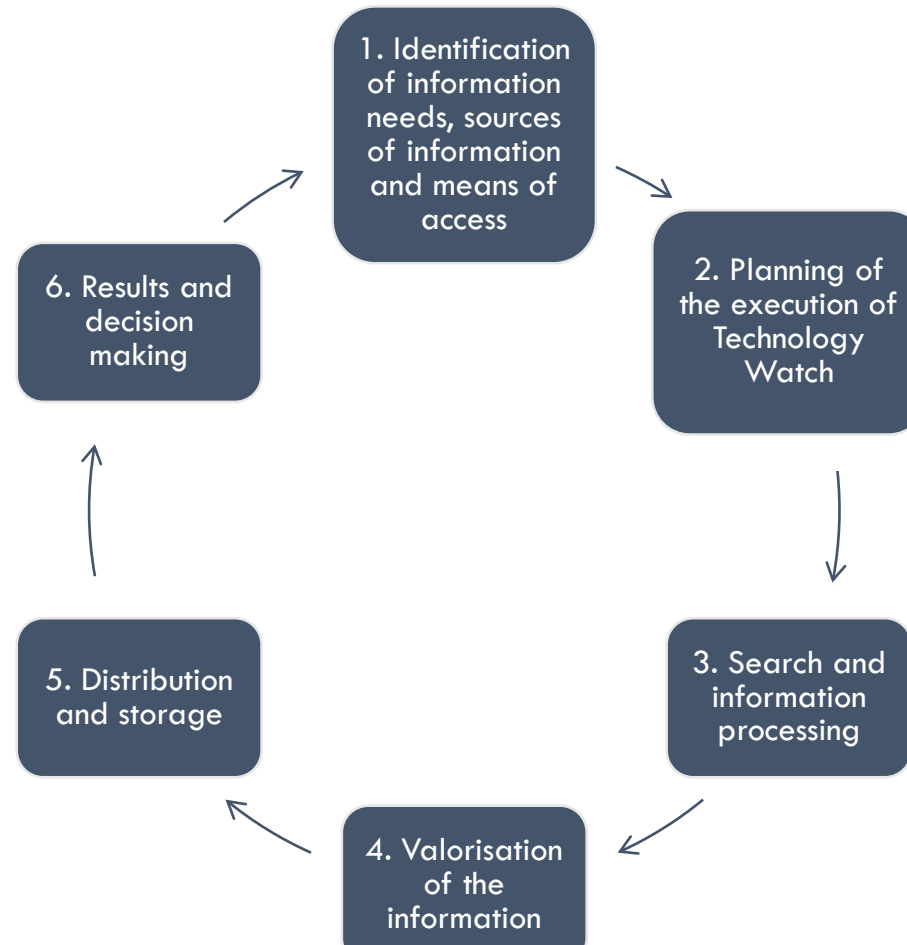 1. Identification
of information
needs, sources
of information
and means of
access
2. Planning of
the execution of
Technology
Watch
3. Search and
information
processing
4. Valorisation
of the
information
5. Distribution
and storage
6. Results and
decision
making